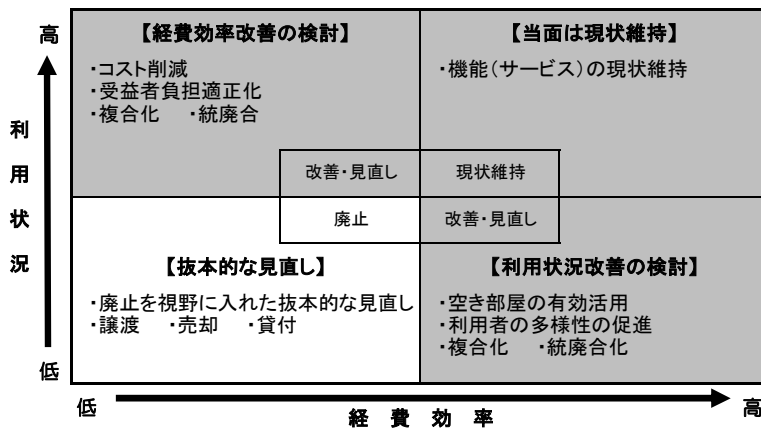 高
利
用
状
況
低
【経費効率改善の検討】
・コスト削減
・受益者負担適正化
・複合化 ・統廃合
【当面は現状維持】
・機能(サービス)の現状維持
改善・見直し
現状維持
廃止
改善・見直し
【抜本的な見直し】
・廃止を視野に入れた抜本的な見直し
・譲渡 ・売却 ・貸付
【利用状況改善の検討】
・空き部屋の有効活用
・利用者の多様性の促進
・複合化 ・統廃合化
低
経 費 効 率
高